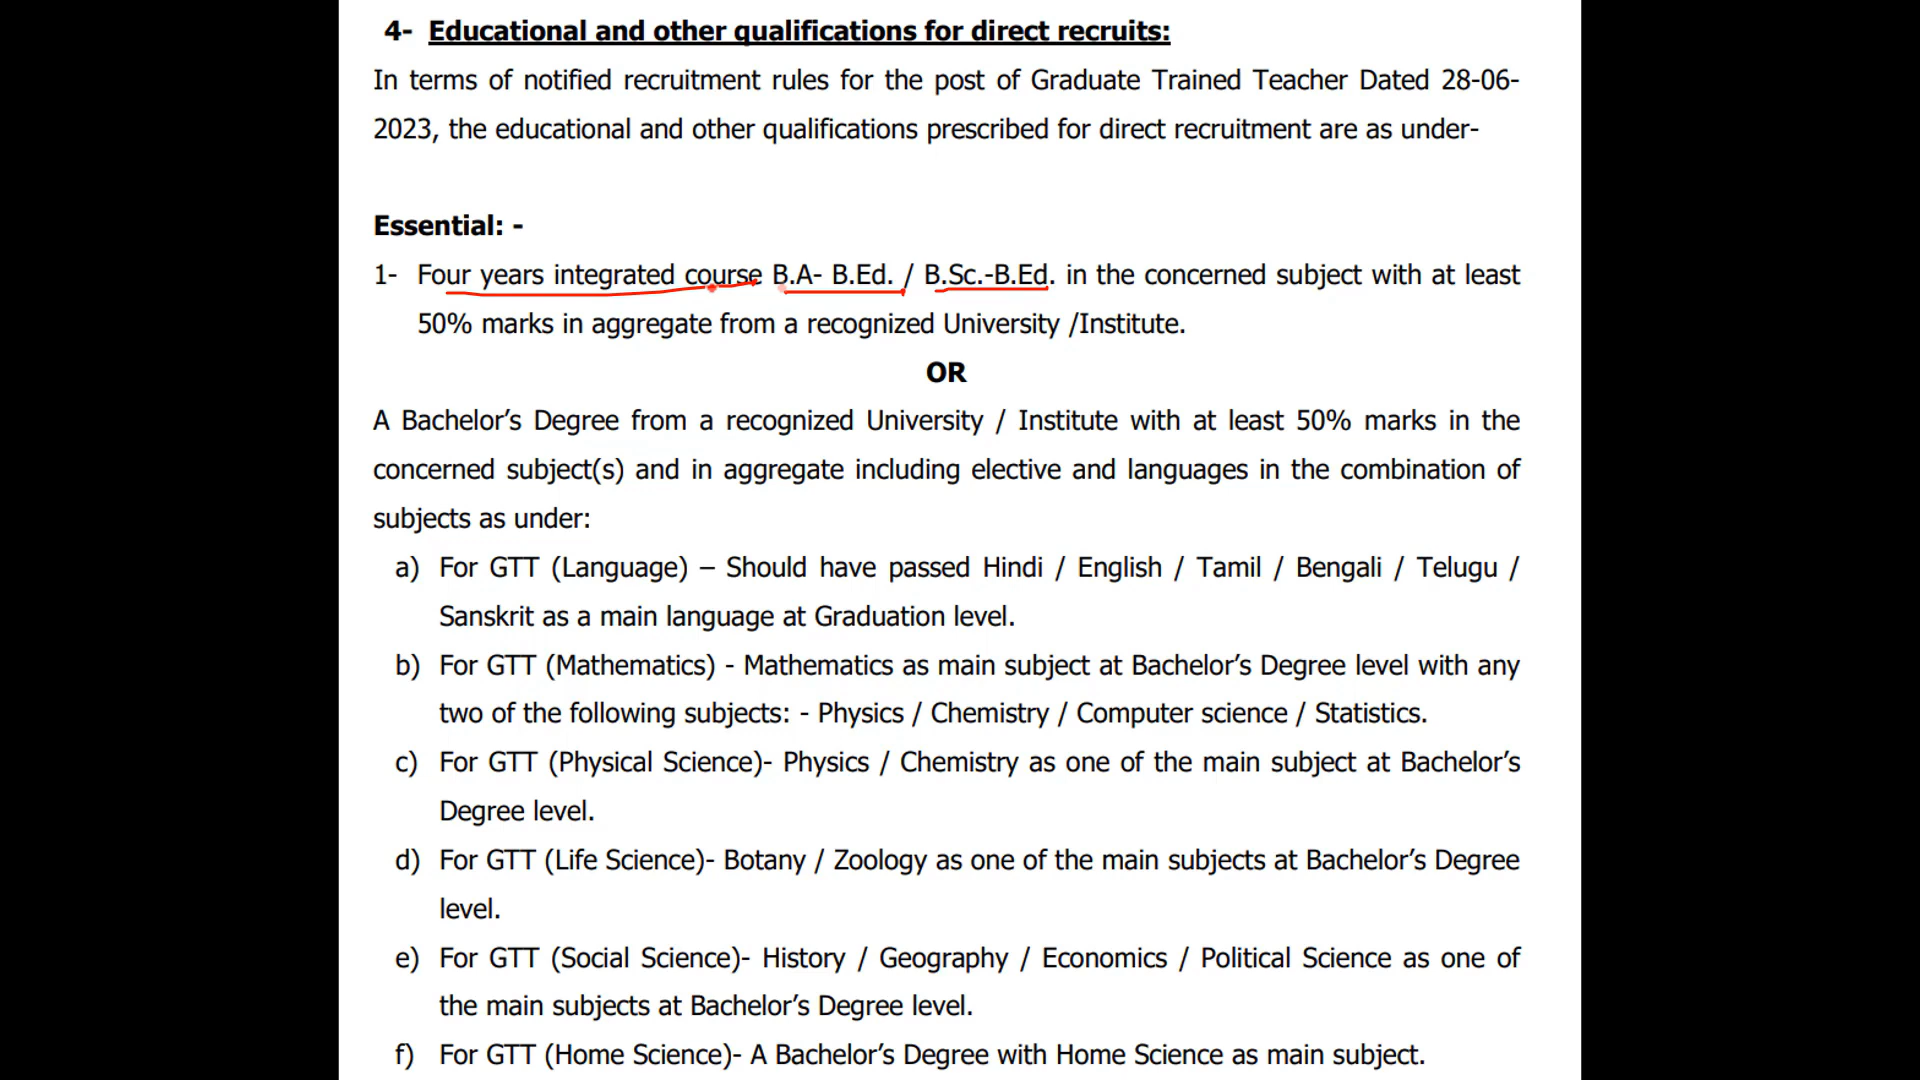 4- Educational and other qualifications for direct recruits:
In terms of notified recruitment rules for the post of Graduate Trained Teacher Dated 28-06-
2023, the educational and other qualifications prescribed for direct recruitment are as under-
Essential: -
1- Four years integrated course B.A- B.Ed. / B.Sc.-B.Ed. in the concerned subject with at least
50% marks in aggregate from a recognized University /Institute.
OR
A Bachelor’s Degree from a recognized University / Institute with at least 50% marks in the
concerned subject(s) and in aggregate including elective and languages in the combination of
subjects as under:
a) For GTT (Language) – Should have passed Hindi / English / Tamil / Bengali / Telugu /
Sanskrit as a main language at Graduation level.
b) For GTT (Mathematics) - Mathematics as main subject at Bachelor’s Degree level with any
two of the following subjects: - Physics / Chemistry / Computer science / Statistics.
c) For GTT (Physical Science)- Physics / Chemistry as one of the main subject at Bachelor’s
Degree level.
d) For GTT (Life Science)- Botany / Zoology as one of the main subjects at Bachelor’s Degree
level.
e) For GTT (Social Science)- History / Geography / Economics / Political Science as one of
the main subjects at Bachelor’s Degree level.
f) For GTT (Home Science)- A Bachelor’s Degree with Home Science as main subject.